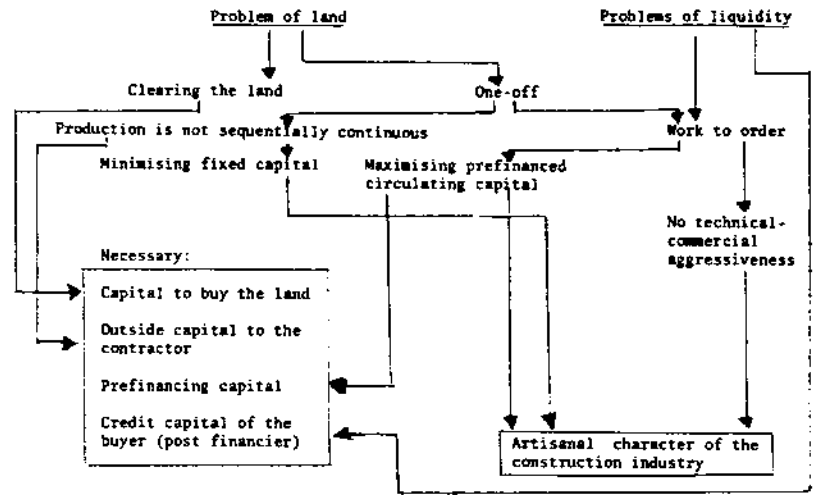 Problem of land
Problems of liquidity
Clearing the land
One-off
Production is not sequentially continuous
Work to order
Minimising fixed capital
Maximising prefinanced
circulating capital
No technical-
commercial
aggressiveness
Necessary:
Capital to buy the land
Outside capital to the
contractor
Prefinancing capital
Credit capital of the
buyer (post financier)
Artisanal character of the
construction industry